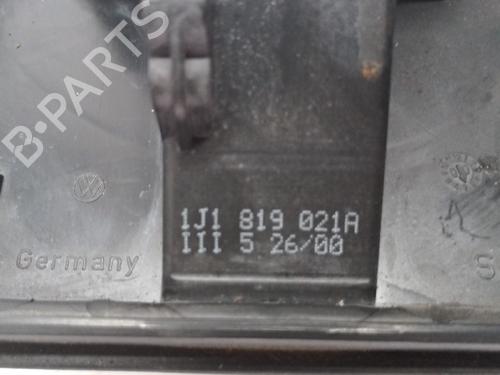 B-PARTS
1J1 819 021A
III 5 26/00
Germany
S
A